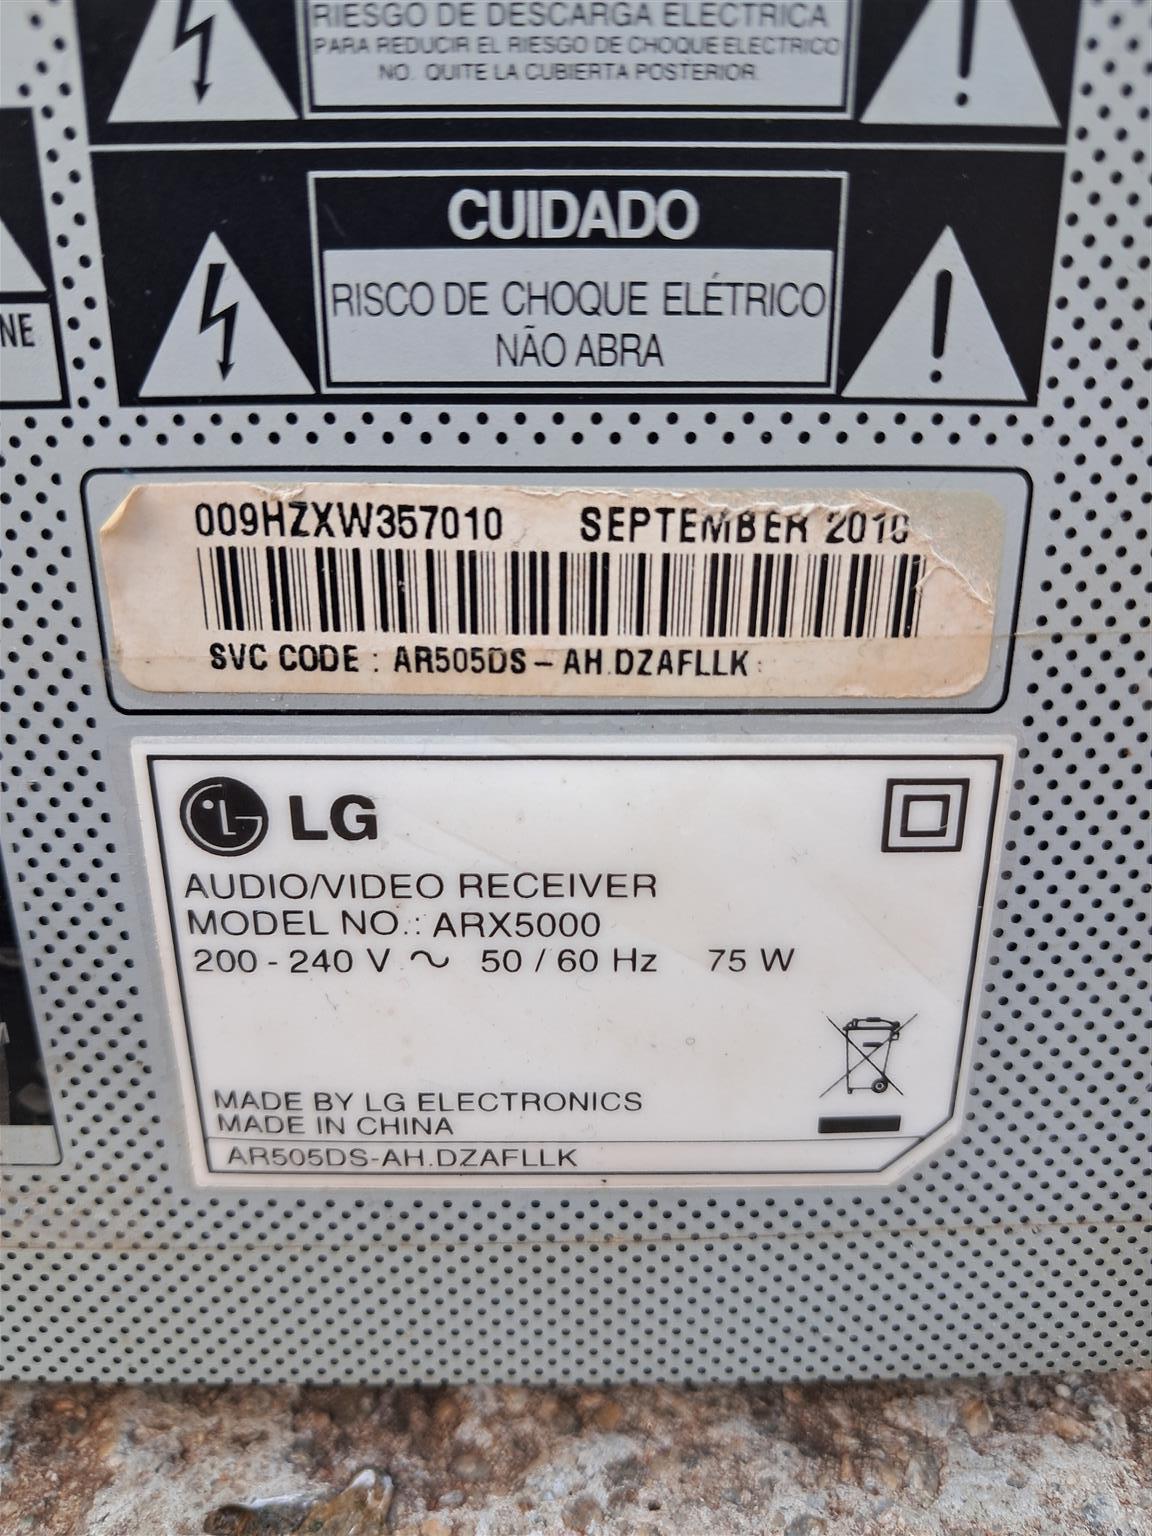 RIESGO DE DESCARGA ELECTRICA
PARA REDUCIR EL RIESGO DE CHOQUE ELECTRICO
NO. QUITE LA CUBIERTA POSTERIOR.
CUIDADO
RISCO DE CHOQUE ELÉTRICO
NÃO ABRA
NE
009HZXW357010 SEPTEMBER 2010
SVC CODE : AR505DS - AH.DZAFLLK
LG
AUDIO/VIDEO RECEIVER
MODEL NO.: ARX5000
200 - 240 V ~ 50 / 60 Hz 75 W
MADE BY LG ELECTRONICS
MADE IN CHINA
AR505DS-AH.DZAFLLK